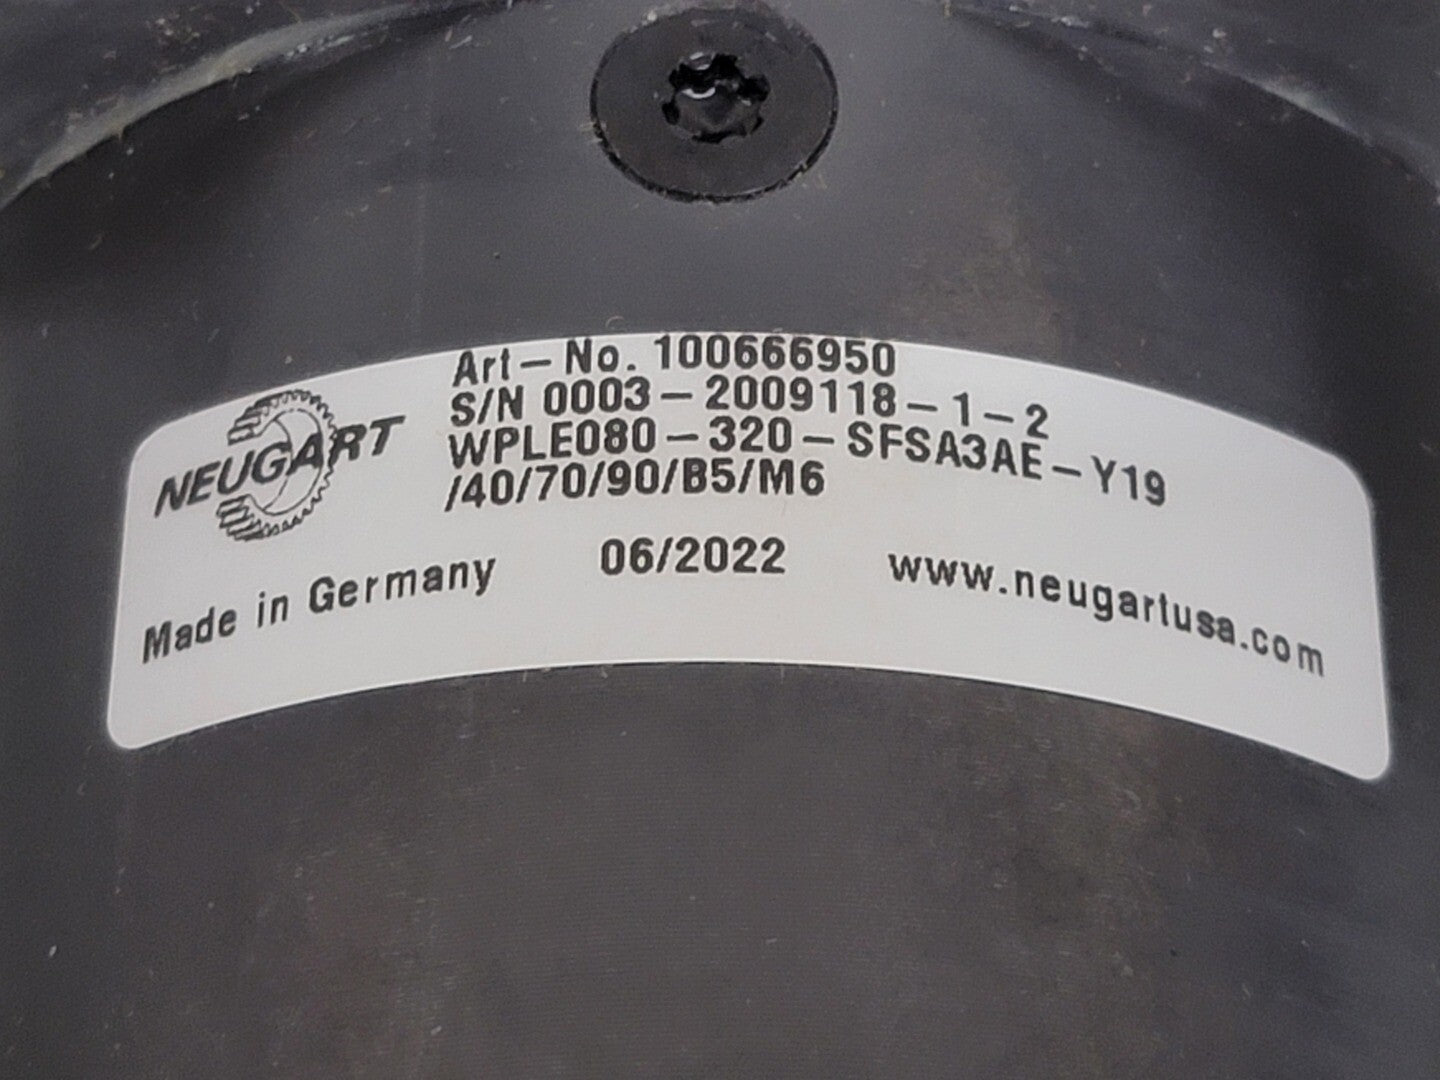 Art-No. 100666950
S/N 0003-2009118-1-2
WPLE080-320-SFSA3AE-Y19
/40/70/90/B5/M6
NEUGART
Made in Germany 06/2022 www.neugartusa.com